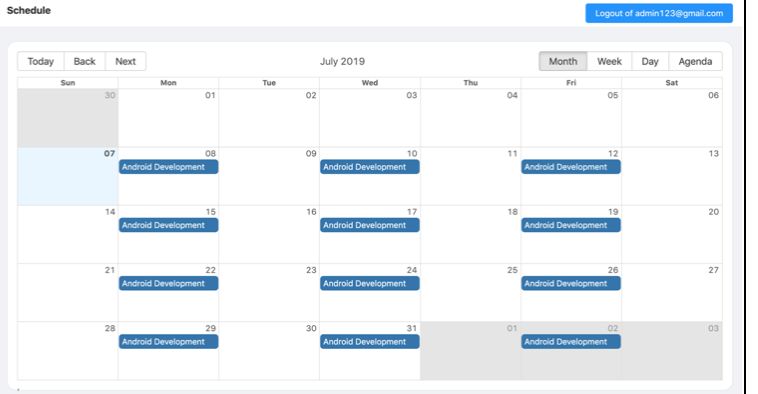 Schedule Logout of admin123@gmail.com
Today Back Next July 2019 Month Week Day Agenda
Sun Mon Tue Wed Thu Fri Sat
30 01 02 03 04 05 06
07 08 09 10 11 12 13
Android Development Android Development Android Development
14 15 16 17 18 19 20
Android Development Android Development Android Development
21 22 23 24 25 26 27
Android Development Android Development Android Development
28 29 30 31 01 02 03
Android Development Android Development Android Development